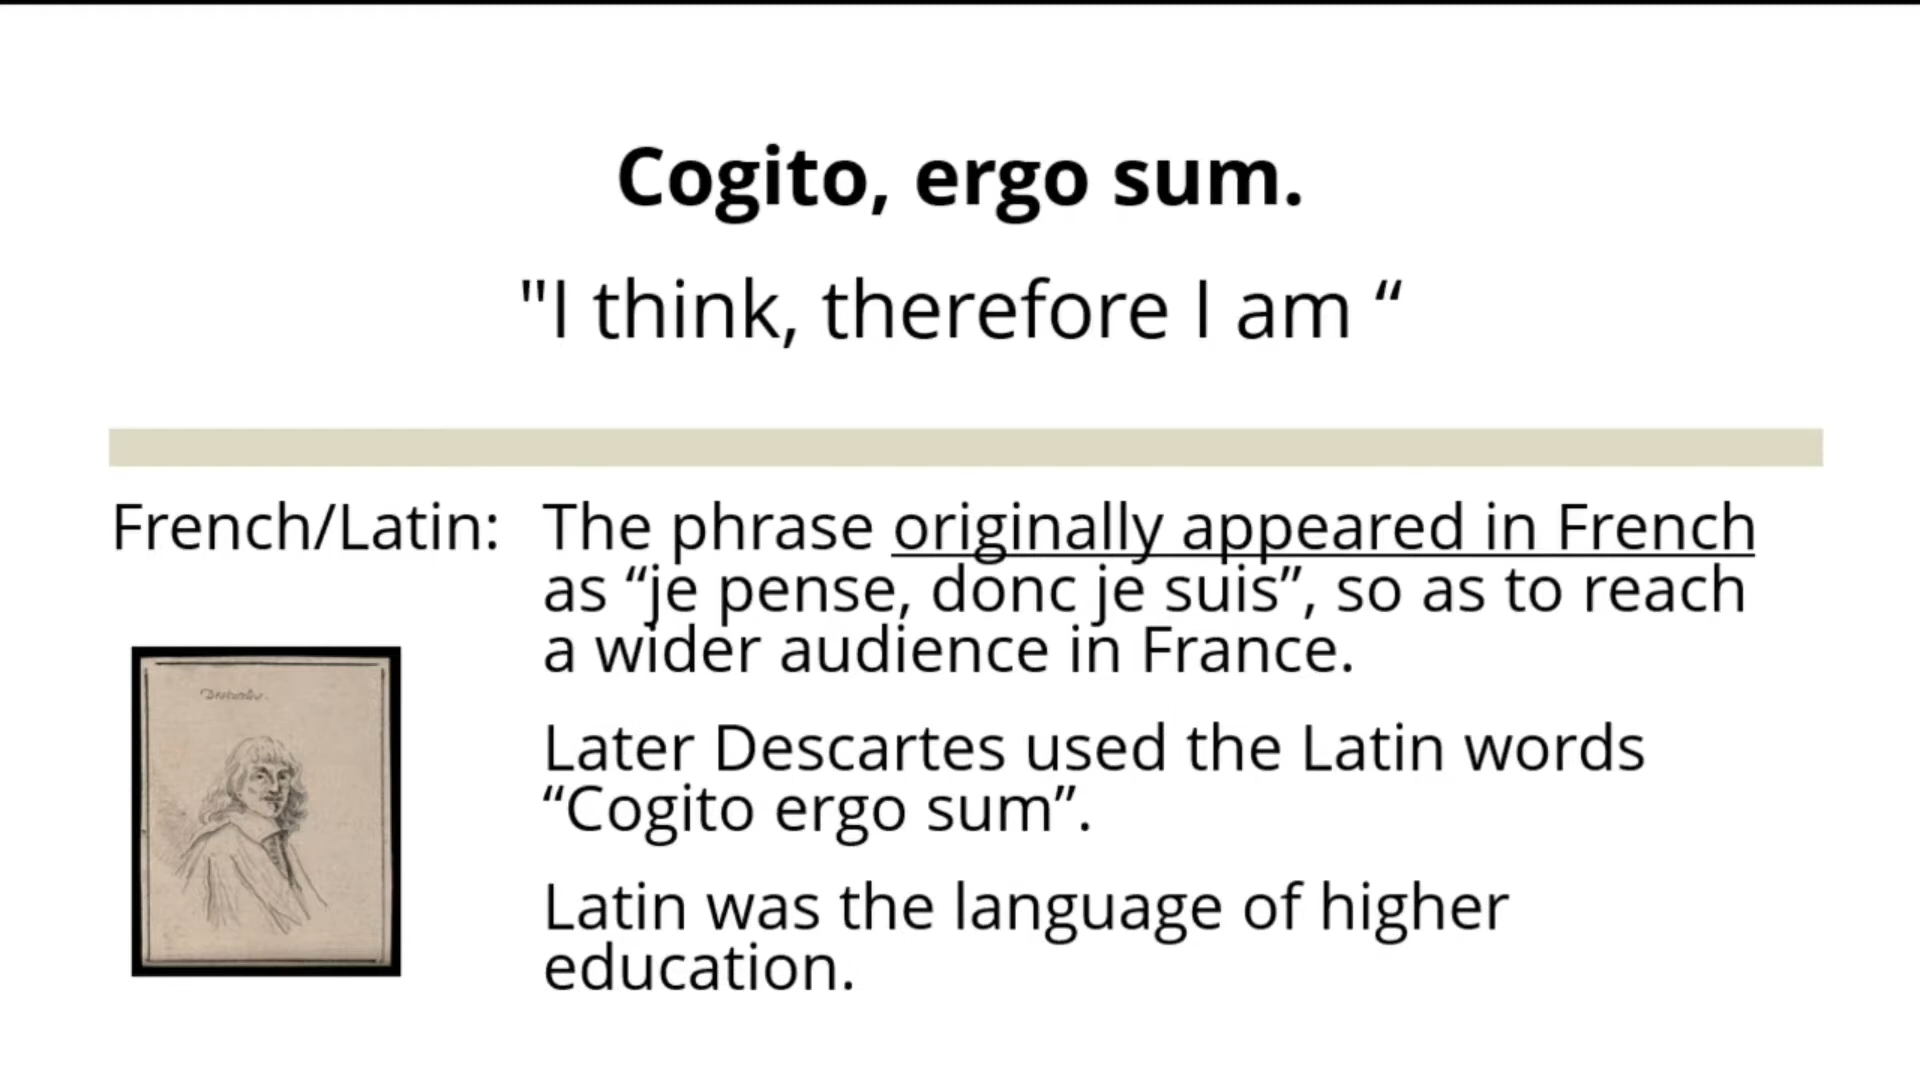 Cogito, ergo sum.
"I think, therefore I am “
French/Latin:
The phrase originally appeared in French
as “je pense, donc je suis”, so as to reach
a wider audience in France.
Later Descartes used the Latin words
“Cogito ergo sum”.
Latin was the language of higher
education.